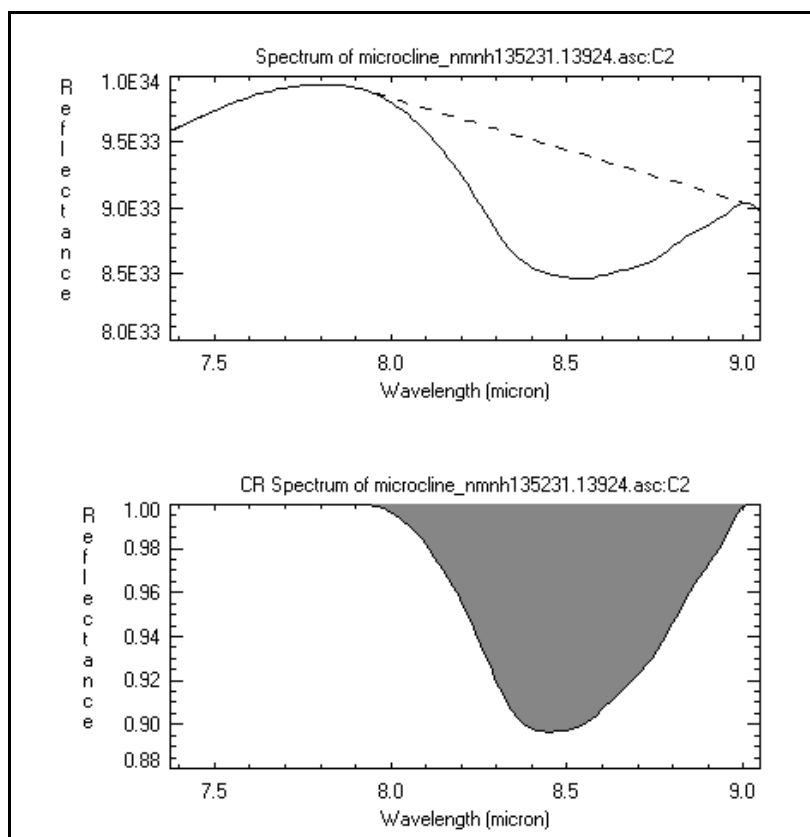 Spectrum of microcline_nmnh135231.13924.asc:C2
Reflectance
1.0E34
9.5E33
9.0E33
8.5E33
8.0E33
7.5 8.0 8.5 9.0
Wavelength (micron)
CR Spectrum of microcline_nmnh135231.13924.asc:C2
Reflectance
1.00
0.98
0.96
0.94
0.92
0.90
0.88
7.5 8.0 8.5 9.0
Wavelength (micron)